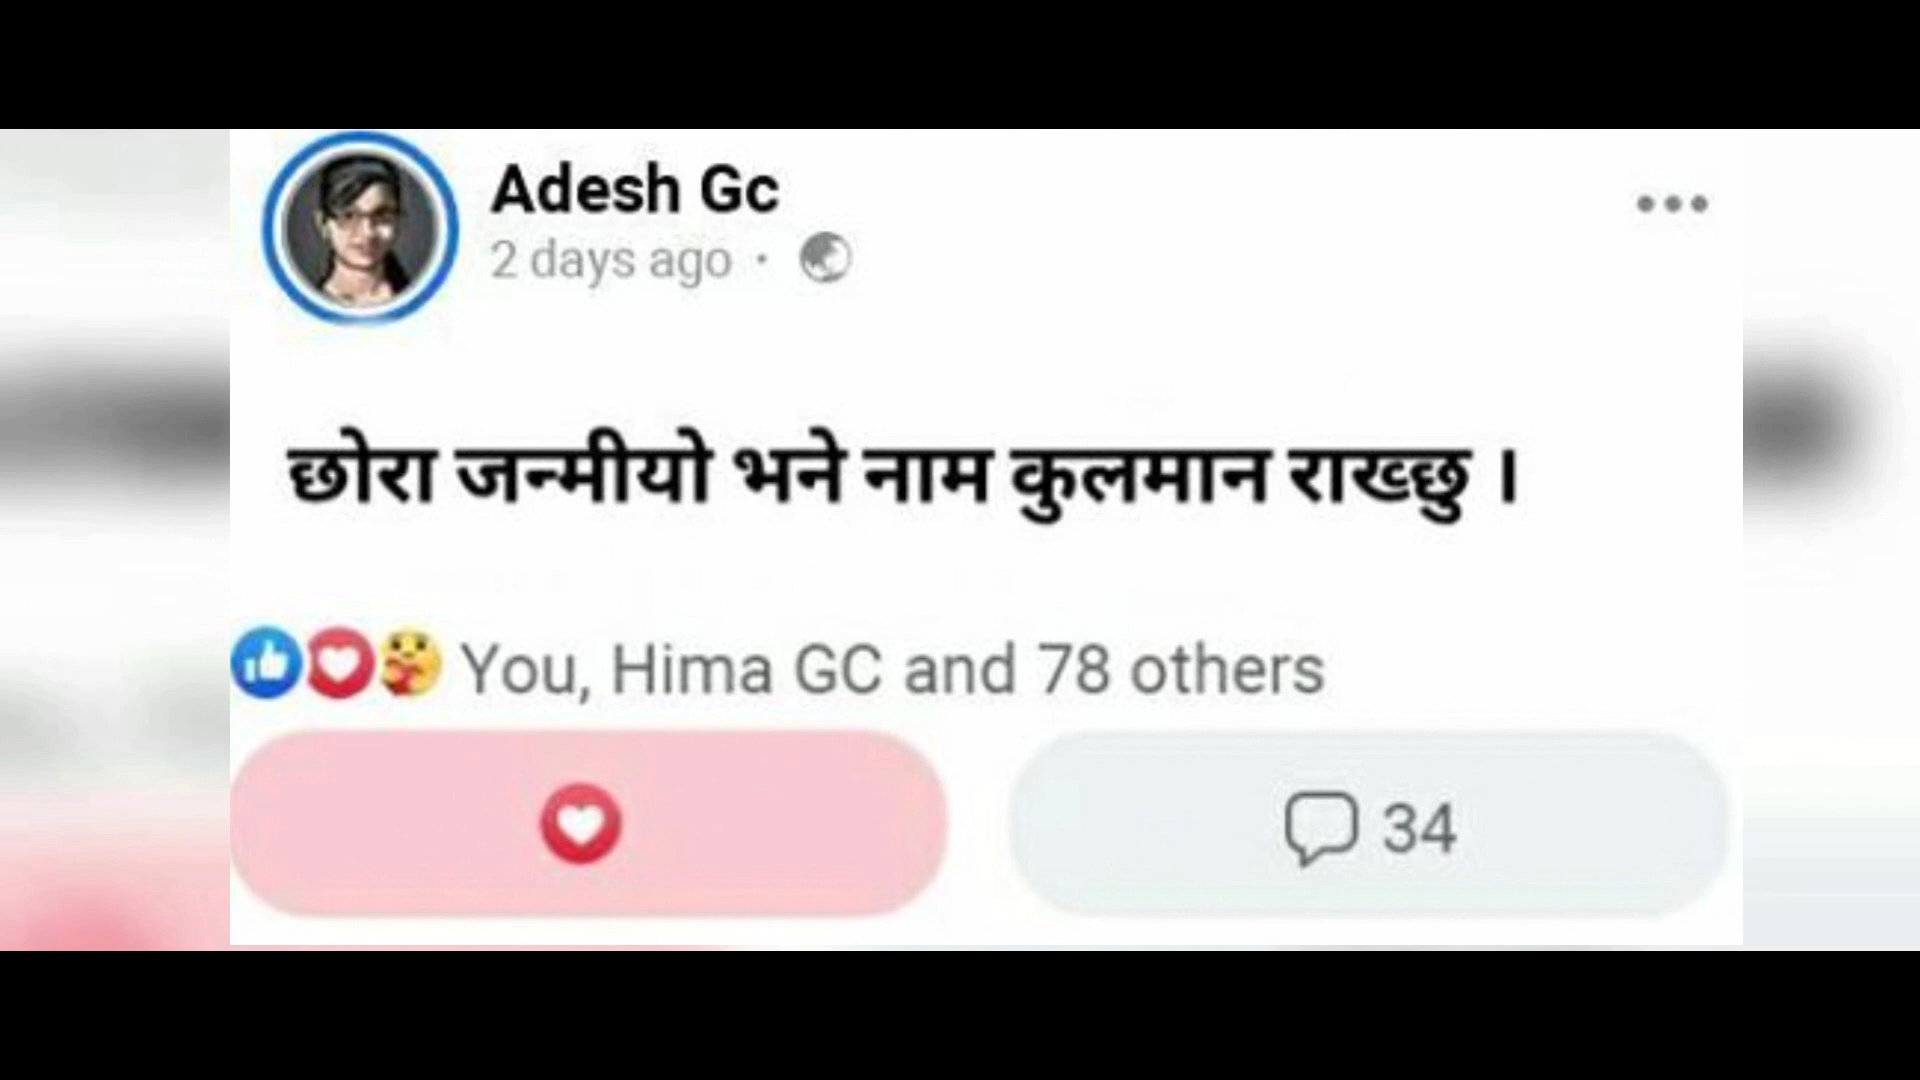 Adesh Gc
2 days ago ·
छोरा जन्मीयो भने नाम कुलमान राख्छु ।
You, Hima GC and 78 others
34